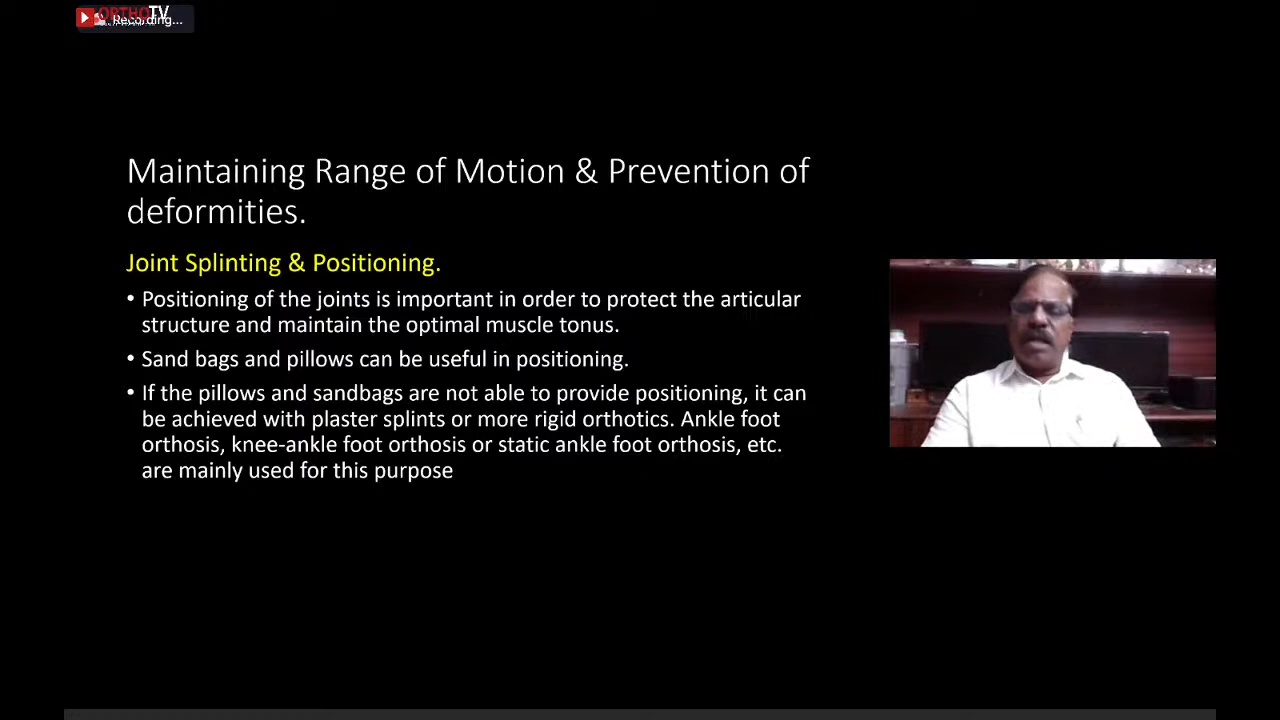 ORTHOTV
Recording...
Maintaining Range of Motion & Prevention of
deformities.
Joint Splinting & Positioning.
• Positioning of the joints is important in order to protect the articular
structure and maintain the optimal muscle tonus.
• Sand bags and pillows can be useful in positioning.
• If the pillows and sandbags are not able to provide positioning, it can
be achieved with plaster splints or more rigid orthotics. Ankle foot
orthosis, knee-ankle foot orthosis or static ankle foot orthosis, etc.
are mainly used for this purpose